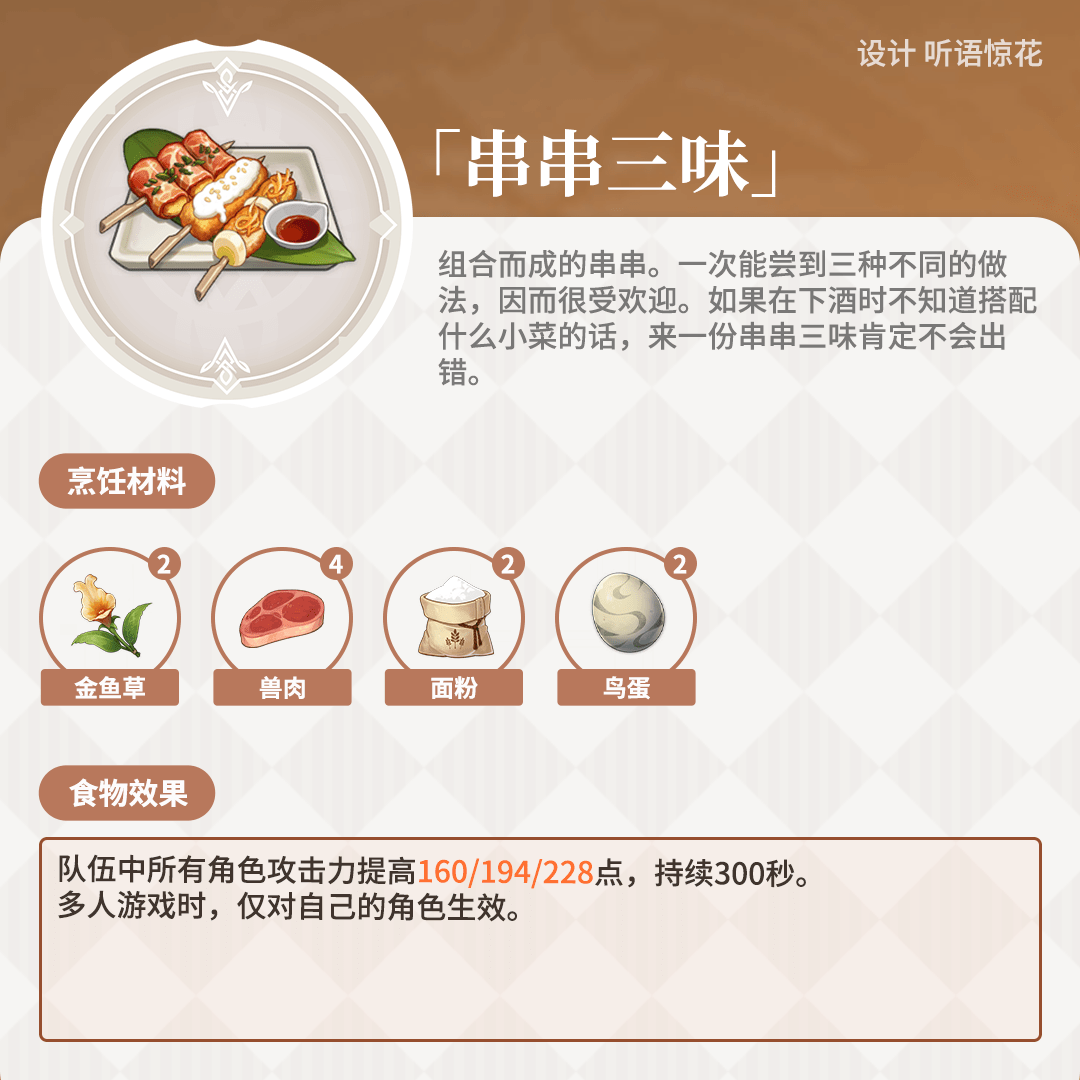 设计 听语惊花
「串串三味」
组合而成的串串。一次能尝到三种不同的做
法，因而很受欢迎。如果在下酒时不知道搭配
什么小菜的话，来一份串串三味肯定不会出
错。
烹饪材料
2
4
2
2
金鱼草
兽肉
面粉
鸟蛋
食物效果
队伍中所有角色攻击力提高160/194/228点，持续300秒。
多人游戏时，仅对自己的角色生效。